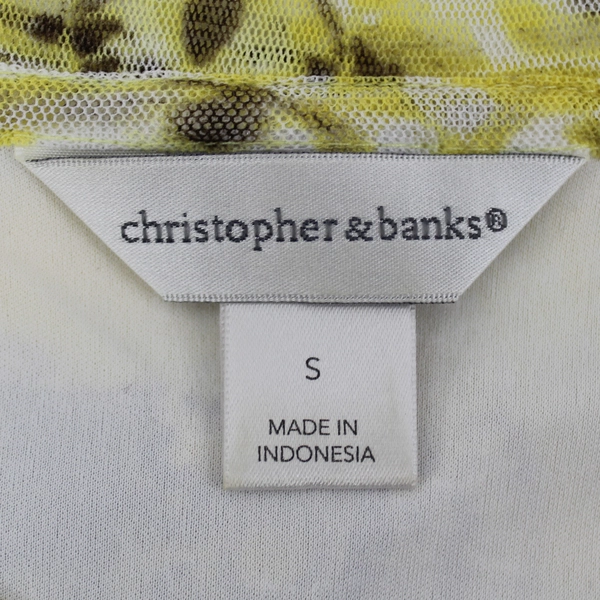 christopher & banks®
S
MADE IN
INDONESIA